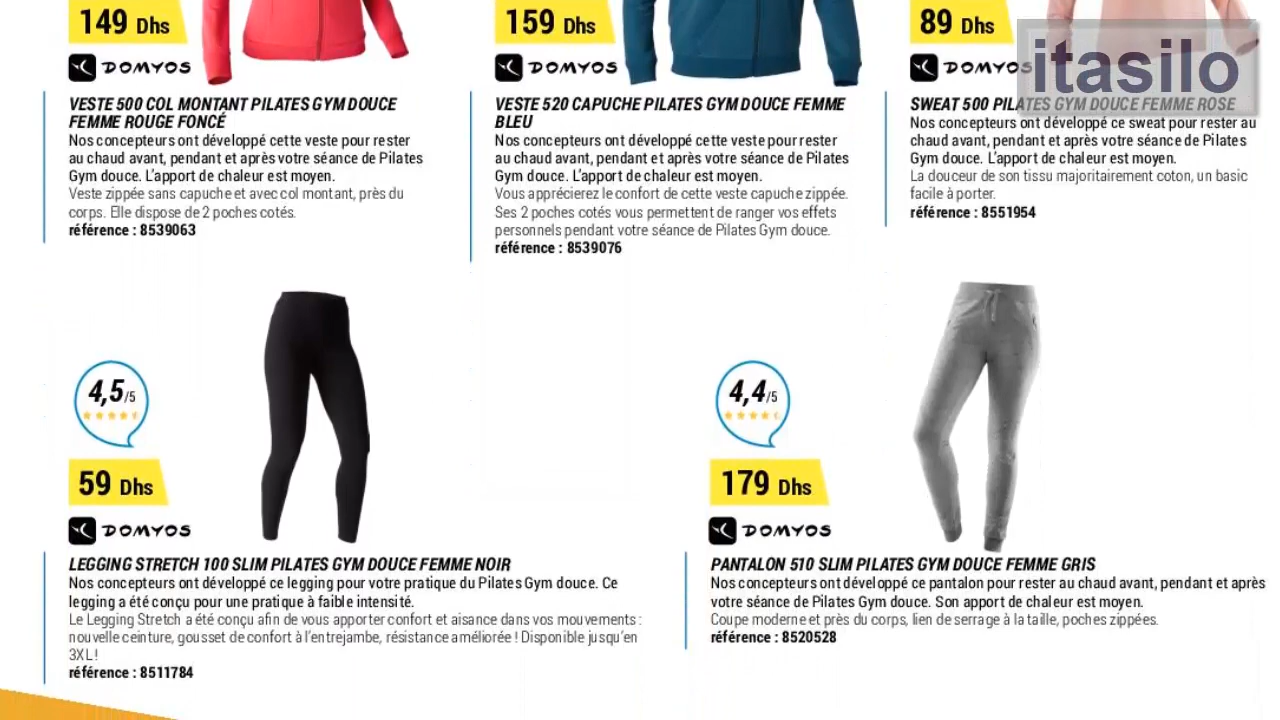 149 Dhs
DOMYOS
VESTE 500 COL MONTANT PILATES GYM DOUCE
FEMME ROUGE FONCÉ
Nos concepteurs ont développé cette veste pour rester
au chaud avant, pendant et après votre séance de Pilates
Gym douce. L'apport de chaleur est moyen.
Veste zippée sans capuche et avec col montant, près du
corps. Elle dispose de 2 poches cotés.
référence : 8539063
159 Dhs
DOMYOS
VESTE 520 CAPUCHE PILATES GYM DOUCE FEMME
BLEU
Nos concepteurs ont développé cette veste pour rester
au chaud avant, pendant et après votre séance de Pilates
Gym douce. L'apport de chaleur est moyen.
Vous apprécierez le confort de cette veste capuche zippée.
Ses 2 poches cotés vous permettent de ranger vos effets
personnels pendant votre séance de Pilates Gym douce.
référence : 8539076
89 Dhs
DOMYOS
itasilo
SWEAT 500 PILATES GYM DOUCE FEMME ROSE
Nos concepteurs ont développé ce sweat pour rester au
chaud avant, pendant et après votre séance de Pilates
Gym douce. L'apport de chaleur est moyen.
La douceur de son tissu majoritairement coton, un basic
facile à porter.
référence : 8551954
4,5/5
59 Dhs
DOMYOS
LEGGING STRETCH 100 SLIM PILATES GYM DOUCE FEMME NOIR
Nos concepteurs ont développé ce legging pour votre pratique du Pilates Gym douce. Ce
legging a été conçu pour une pratique à faible intensité.
Le Legging Stretch a été conçu afin de vous apporter confort et aisance dans vos mouvements :
nouvelle ceinture, gousset de confort à l'entrejambe, résistance améliorée ! Disponible jusqu'en
3XL !
référence : 8511784
4,4/5
179 Dhs
DOMYOS
PANTALON 510 SLIM PILATES GYM DOUCE FEMME GRIS
Nos concepteurs ont développé ce pantalon pour rester au chaud avant, pendant et après
votre séance de Pilates Gym douce. Son apport de chaleur est moyen.
Coupe moderne et près du corps, lien de serrage à la taille, poches zippées.
référence : 8520528